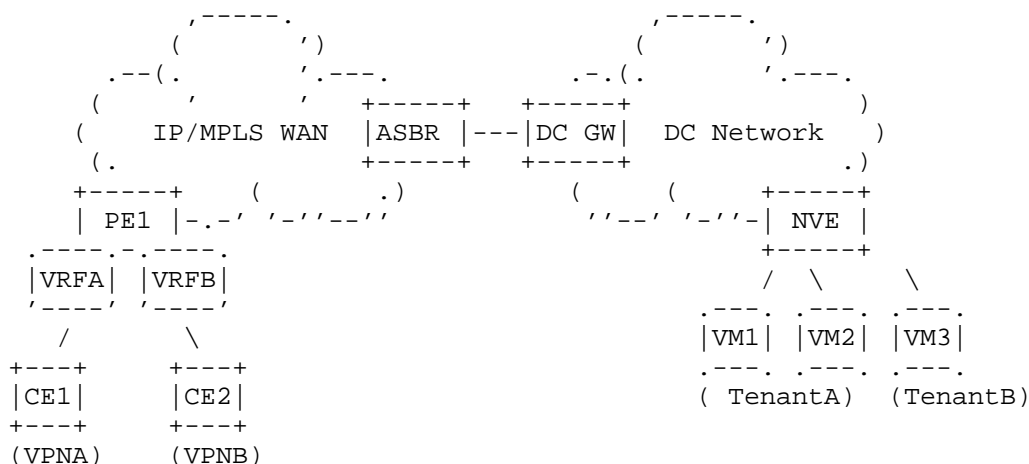 IP/MPLS WAN |ASBR |---|DC GW| DC Network
| PE1 | | NVE |
|VRFA| |VRFB|
|VM1| |VM2| |VM3|
|CE1| |CE2| ( TenantA) (TenantB)
(VPNA) (VPNB)